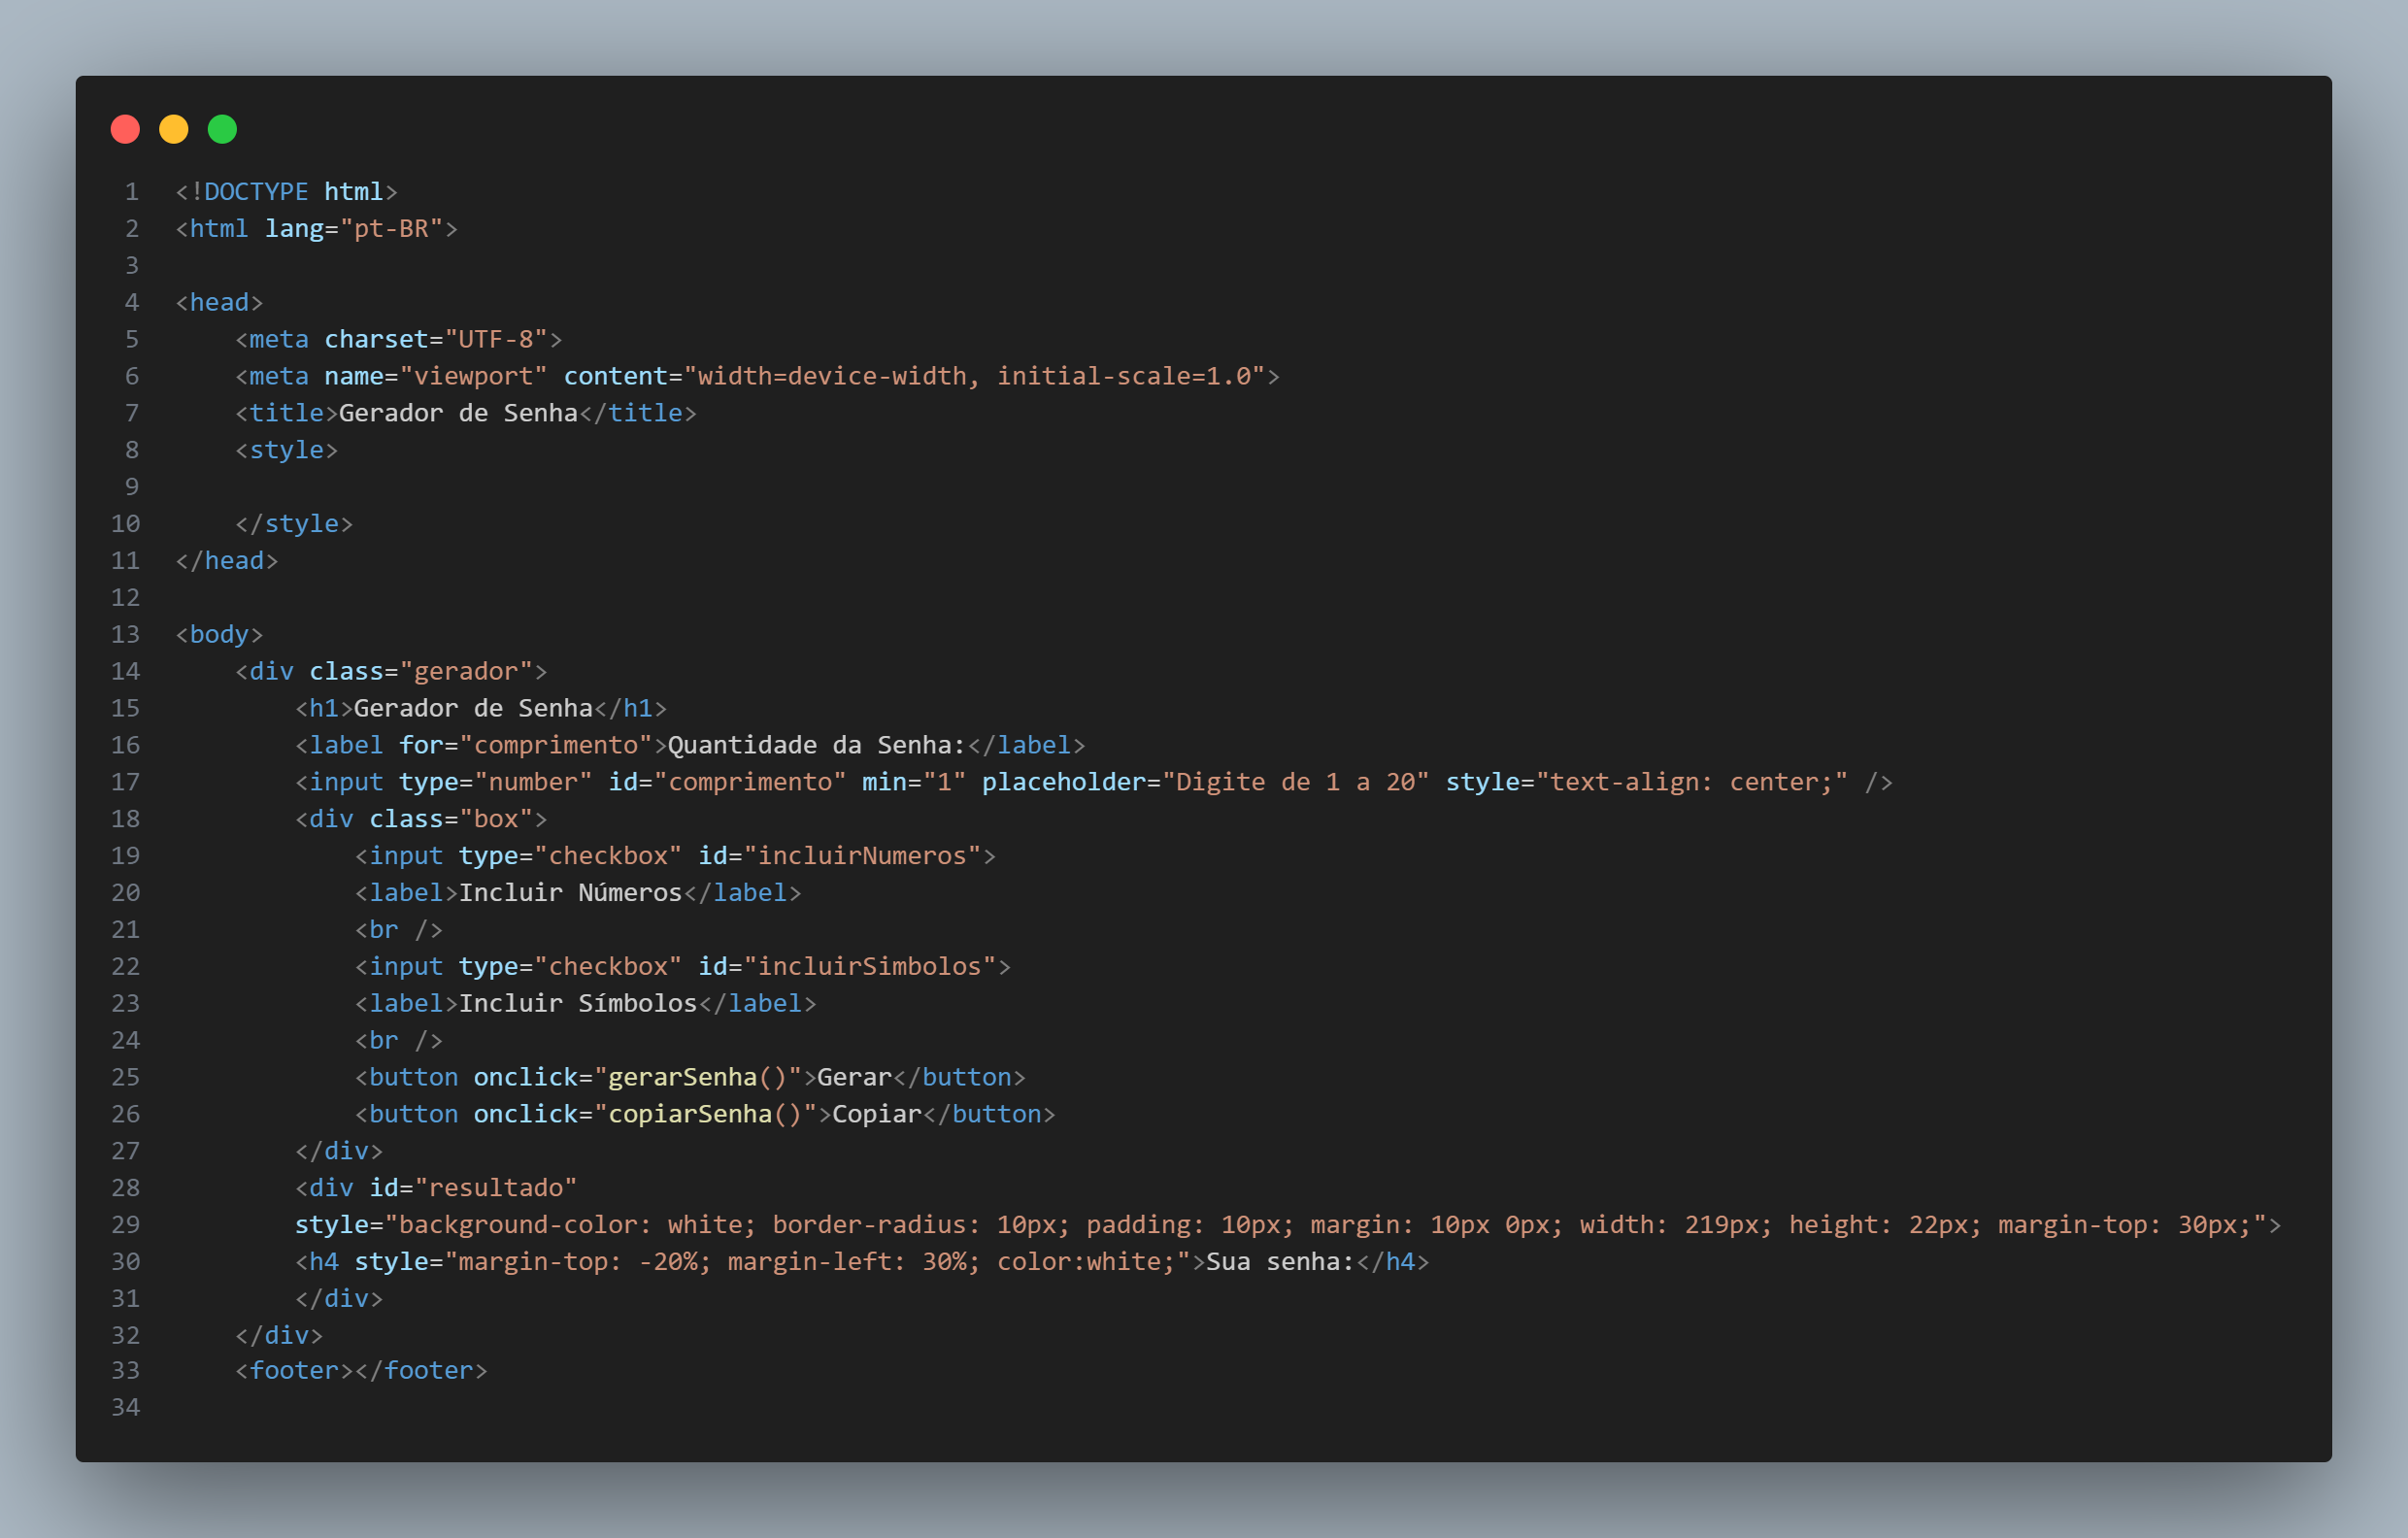 1 <!DOCTYPE html>
2 <html lang="pt-BR">
3
4 <head>
5     <meta charset="UTF-8">
6     <meta name="viewport" content="width=device-width, initial-scale=1.0">
7     <title>Gerador de Senha</title>
8     <style>
9
10     </style>
11 </head>
12
13 <body>
14     <div class="gerador">
15         <h1>Gerador de Senha</h1>
16         <label for="comprimento">Quantidade da Senha:</label>
17         <input type="number" id="comprimento" min="1" placeholder="Digite de 1 a 20" style="text-align: center;" />
18         <div class="box">
19             <input type="checkbox" id="incluirNumeros">
20             <label>Incluir Números</label>
21             <br />
22             <input type="checkbox" id="incluirSimbolos">
23             <label>Incluir Símbolos</label>
24             <br />
25             <button onclick="gerarSenha()">Gerar</button>
26             <button onclick="copiarSenha()">Copiar</button>
27         </div>
28         <div id="resultado"
29         style="background-color: white; border-radius: 10px; padding: 10px; margin: 10px 0px; width: 219px; height: 22px; margin-top: 30px;">
30         <h4 style="margin-top: -20%; margin-left: 30%; color:white;">Sua senha:</h4>
31         </div>
32     </div>
33     <footer></footer>
34